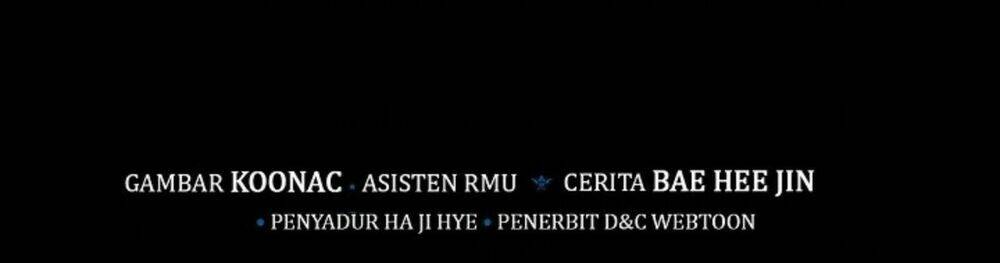 GAMBAR KOONAC • ASISTEN RMU CERITA BAE HEE JIN
• PENYADUR HA JI HYE • PENERBIT D&C WEBTOON